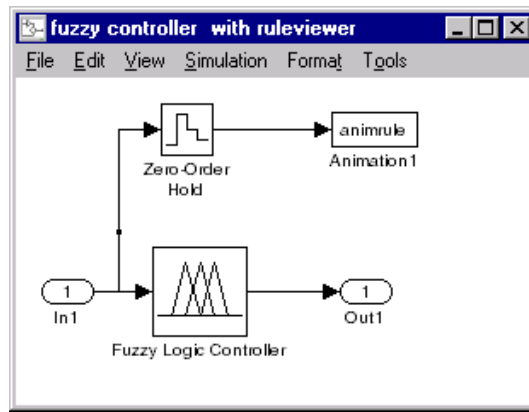 fuzzy controller with ruleviewer
File Edit View Simulation Format Tools
animrule
Zero-Order
Hold
Animation1
1
In1
1
Out1
Fuzzy Logic Controller